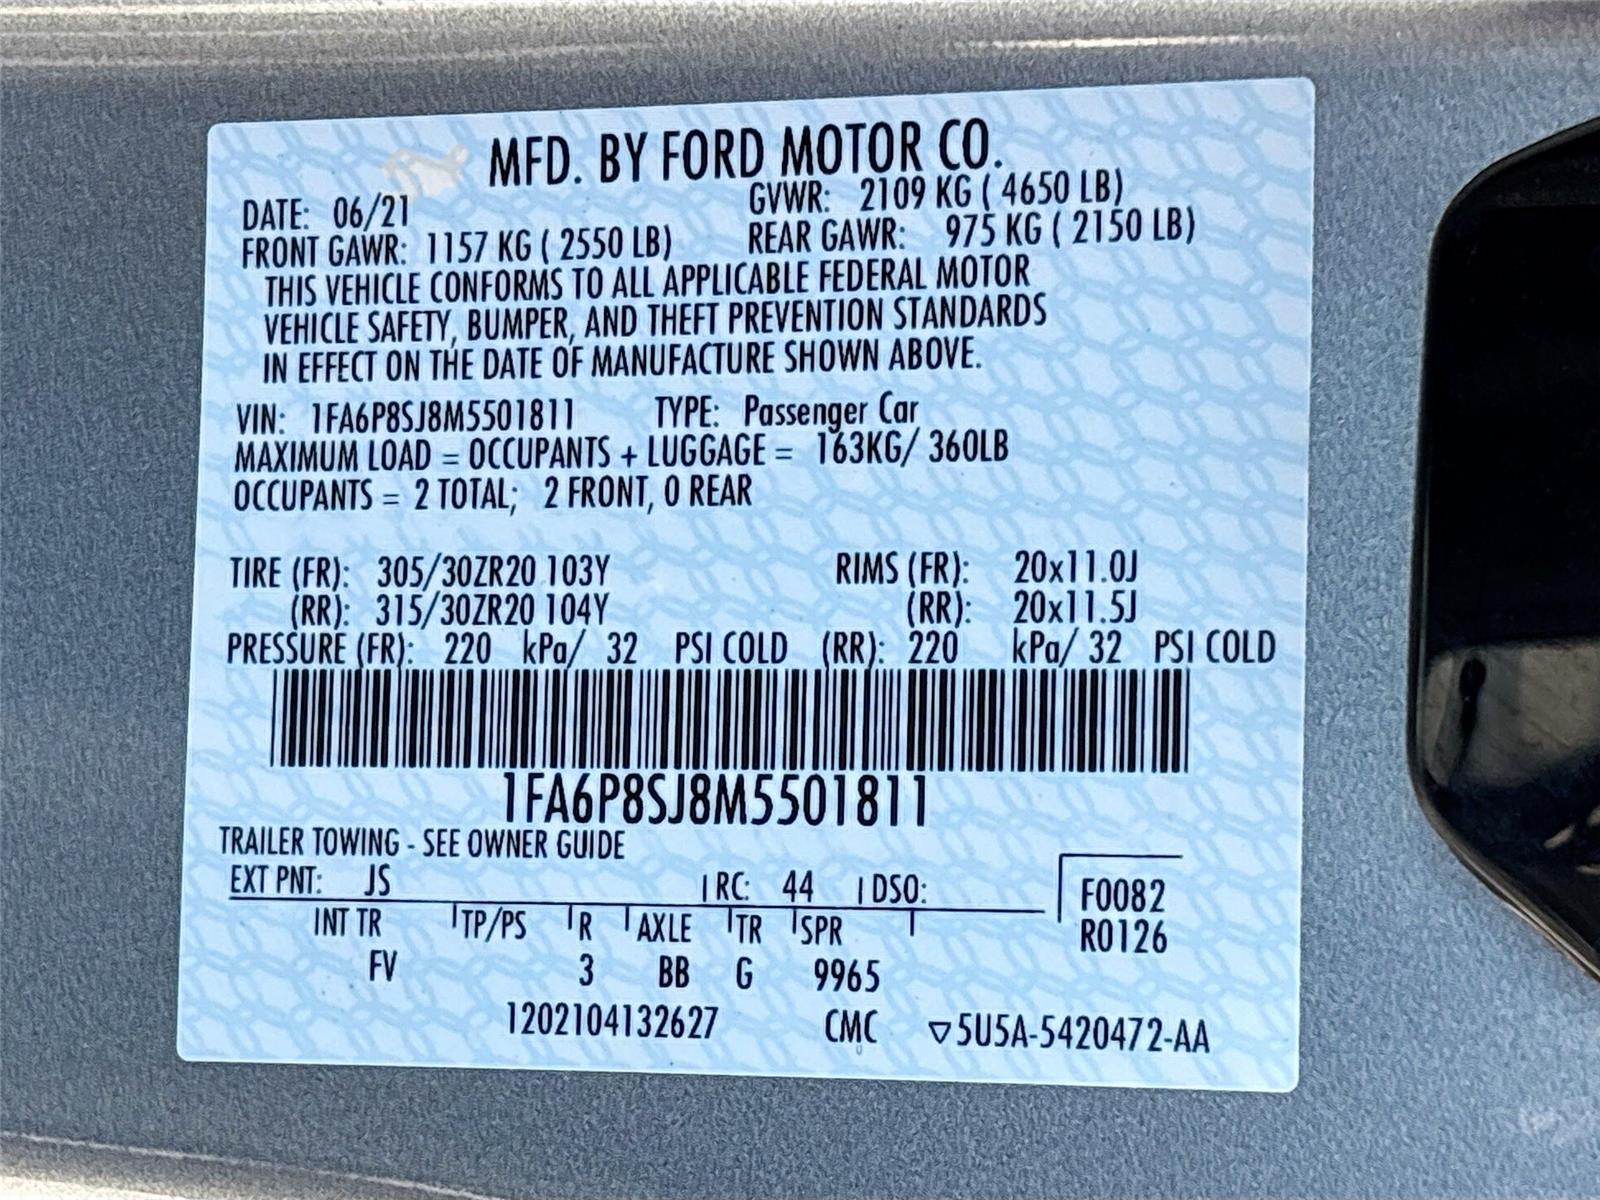 MFD. BY FORD MOTOR CO.
DATE: 06/21 GVWR: 2109 KG ( 4650 LB)
FRONT GAWR: 1157 KG ( 2550 LB) REAR GAWR: 975 KG ( 2150 LB)
THIS VEHICLE CONFORMS TO ALL APPLICABLE FEDERAL MOTOR
VEHICLE SAFETY, BUMPER, AND THEFT PREVENTION STANDARDS
IN EFFECT ON THE DATE OF MANUFACTURE SHOWN ABOVE.
VIN: 1FA6P8SJ8M5501811 TYPE: Passenger Car
MAXIMUM LOAD = OCCUPANTS + LUGGAGE = 163KG/ 360LB
OCCUPANTS = 2 TOTAL; 2 FRONT, 0 REAR
TIRE (FR): 305/30ZR20 103Y RIMS (FR): 20x11.0J
(RR): 315/30ZR20 104Y (RR): 20x11.5J
PRESSURE (FR): 220 kPa/ 32 PSI COLD (RR): 220 kPa/ 32 PSI COLD
1FA6P8SJ8M5501811
TRAILER TOWING - SEE OWNER GUIDE
EXT PNT: JS RC: 44 DSO: F0082
INT TR TP/PS R AXLE TR SPR R0126
FV 3 BB G 9965
1202104132627 CMC ▽5U5A-5420472-AA